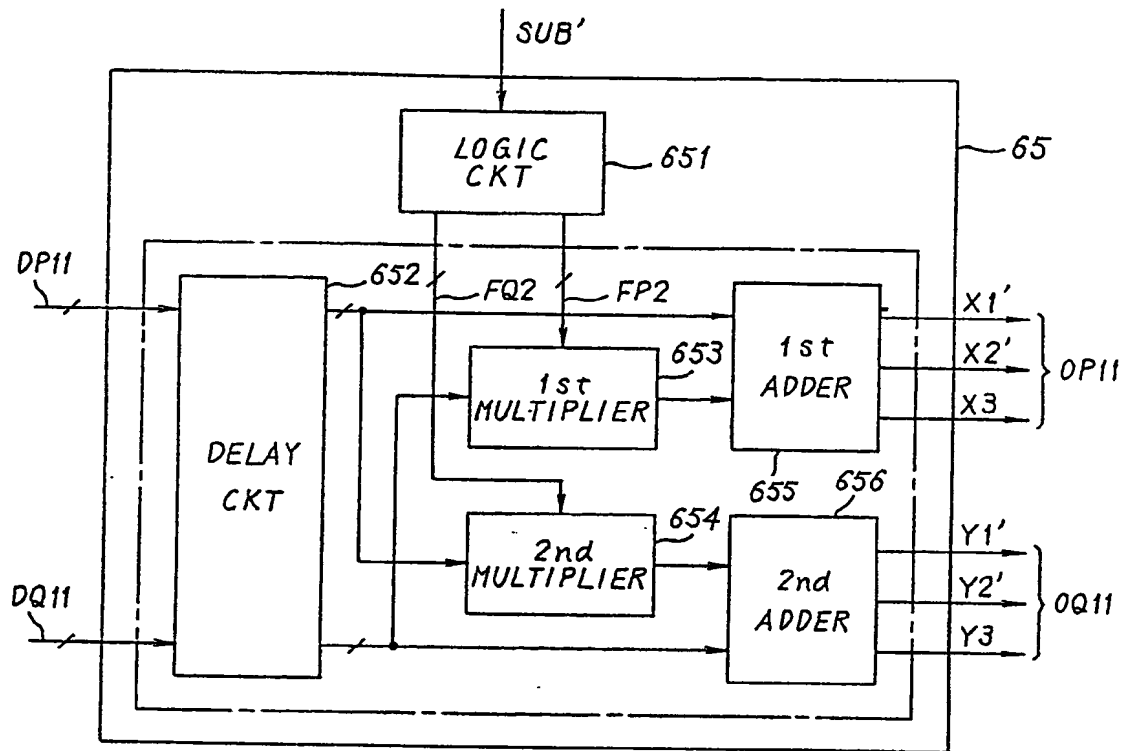 SUB'
LOGIC
CKT
651
65
DP11
652
FQ2
FP2
X1'
X2'
X3
OP11
1st
ADDER
653
1st
MULTIPLIER
DELAY
CKT
655
656
654
2nd
MULTIPLIER
2nd
ADDER
Y1'
Y2'
Y3
OQ11
DQ11